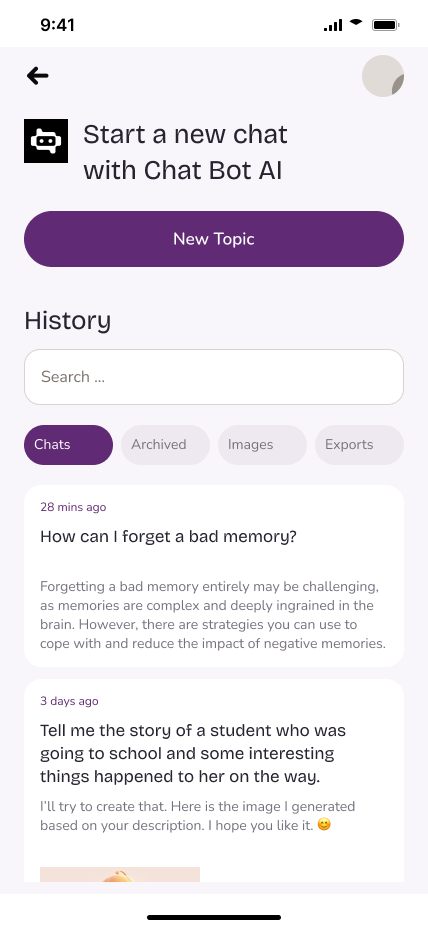 9:41
Start a new chat
with Chat Bot AI
New Topic
History
Search ...
Chats Archived Images Exports
28 mins ago
How can I forget a bad memory?
Forgetting a bad memory entirely may be challenging,
as memories are complex and deeply ingrained in the
brain. However, there are strategies you can use to
cope with and reduce the impact of negative memories.
3 days ago
Tell me the story of a student who was
going to school and some interesting
things happened to her on the way.
I'll try to create that. Here is the image I generated
based on your description. I hope you like it. 😊